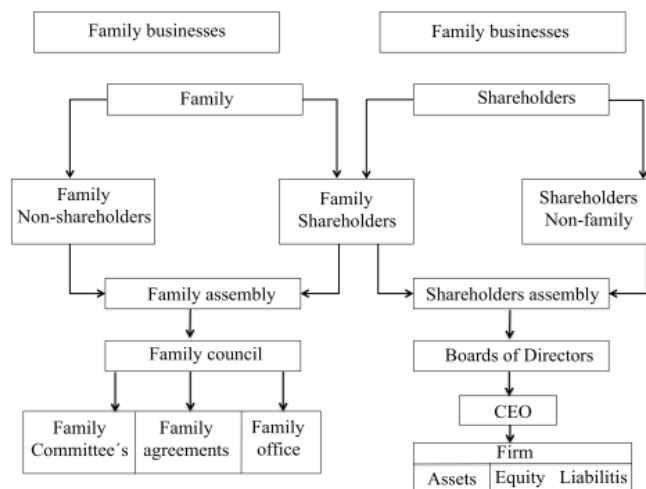 Family businesses
Family businesses
Family
Shareholders
Family
Non-shareholders
Family
Shareholders
Shareholders
Non-family
Family assembly
Shareholders assembly
Family council
Boards of Directors
Family
Committee´s
Family
agreements
Family
office
CEO
Firm
Assets
Equity
Liabilitis